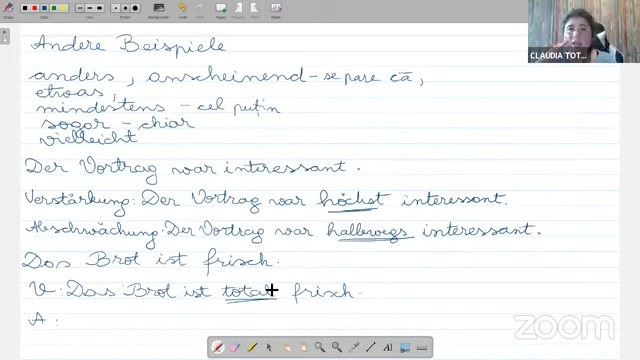 Andere Beispiele
CLAUDIA TOT...
anders, anscheinend - se pare că,
etwas,
mindestens - cel puțin
sogar - chiar
vielleicht
Der Vortrag war interessant.
Verstärkung: Der Vortrag war höchst interessant.
Abschwächung: Der Vortrag war halbwegs interessant.
Das Brot ist frisch.
V: Das Brot ist total frisch.
A:
zoom